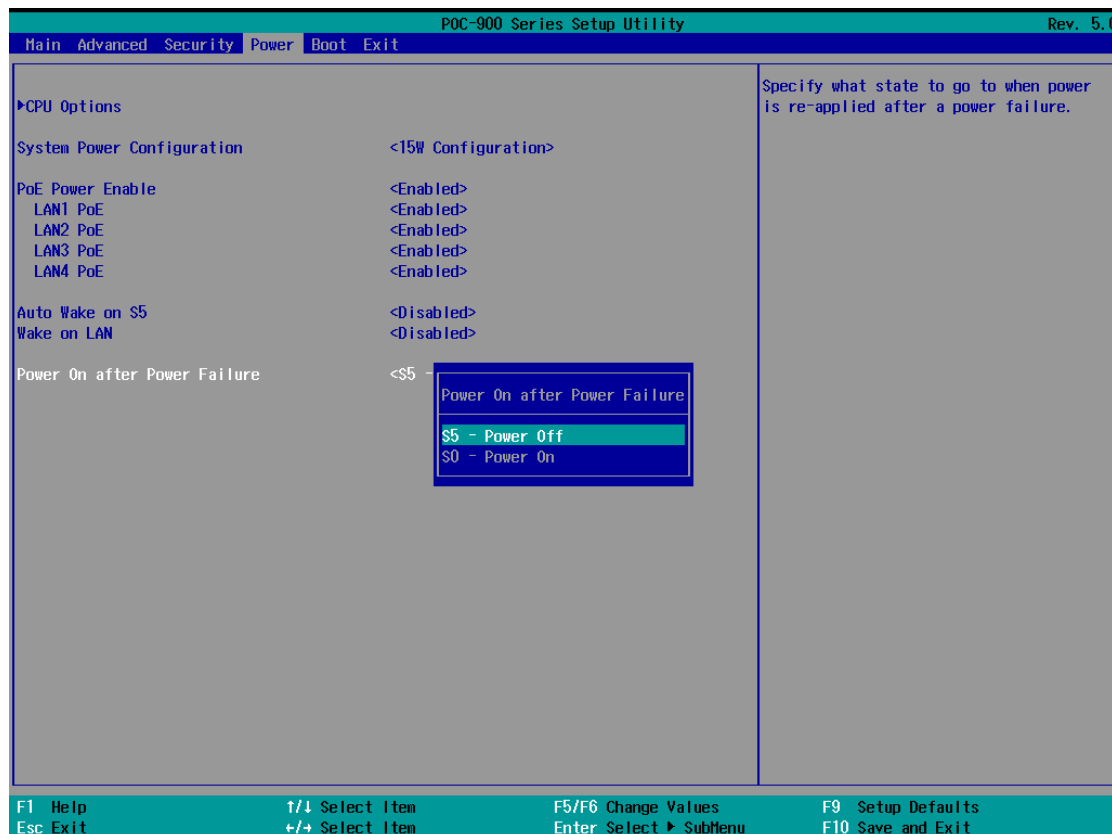 POC-900 Series Setup Utility Rev. 5.
Main Advanced Security Power Boot Exit
Specify what state to go to when power
is re-applied after a power failure.
▶CPU Options
System Power Configuration <15W Configuration>
PoE Power Enable <Enabled>
LAN1 PoE <Enabled>
LAN2 PoE <Enabled>
LAN3 PoE <Enabled>
LAN4 PoE <Enabled>
Auto Wake on S5 <Disabled>
Wake on LAN <Disabled>
Power On after Power Failure <S5 -
Power On after Power Failure
S5 - Power Off
S0 - Power On
F1 Help ↑/↓ Select Item F5/F6 Change Values F9 Setup Defaults
Esc Exit ←/→ Select Item Enter Select ▶ SubMenu F10 Save and Exit